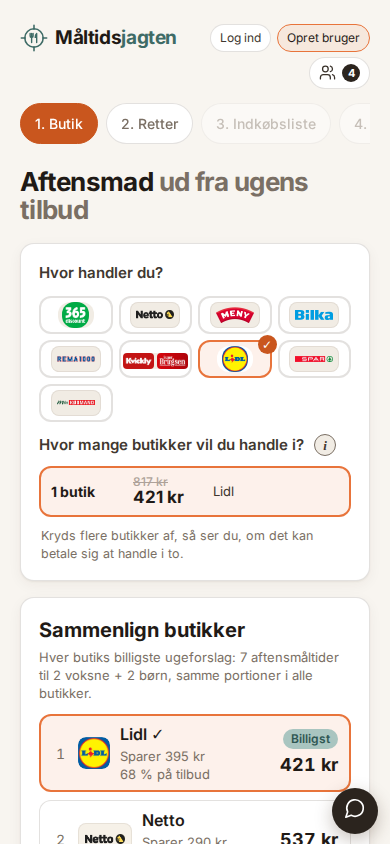 Måltidsjagten
Log ind
Opret bruger
4
1. Butik
2. Retter
3. Indkøbsliste
4.
Aftensmad ud fra ugens
tilbud
Hvor handler du?
365
discount
Netto
MENY
Bilka
REMA1000
Kvickly
Brugsen
LIDL
✓
SPAR
Hvor mange butikker vil du handle i?
i
1 butik
817 kr
421 kr
Lidl
Kryds flere butikker af, så ser du, om det kan
betale sig at handle i to.
Sammenlign butikker
Hver butiks billigste ugeforslag: 7 aftensmåltider
til 2 voksne + 2 børn, samme portioner i alle
butikker.
1
LIDL
Lidl ✓
Sparer 395 kr
68 % på tilbud
Billigst
421 kr
2
Netto
Netto
Sparer 290 kr
537 kr